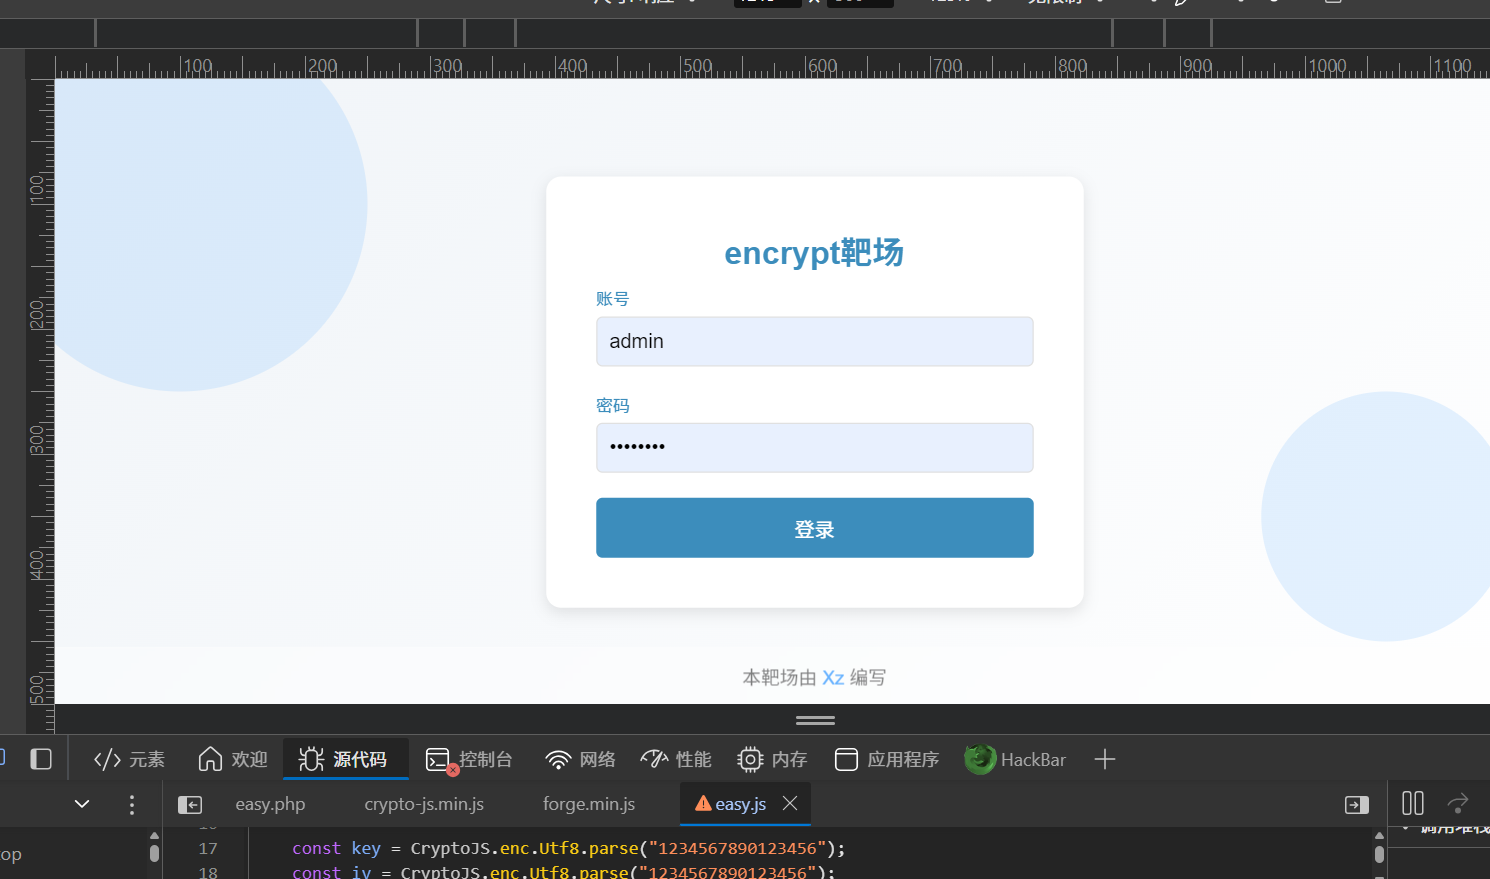 100 200 300 400 500 600 700 800 900 1000 1100
100
200
300
400
500
encrypt靶场
账号
admin
密码
••••••••
登录
本靶场由 Xz 编写
元素 欢迎 源代码 控制台 网络 性能 内存 应用程序 HackBar
easy.php crypto-js.min.js forge.min.js easy.js
17 const key = CryptoJS.enc.Utf8.parse("1234567890123456");
18 const iv = CryptoJS.enc.Utf8.parse("1234567890123456");
op